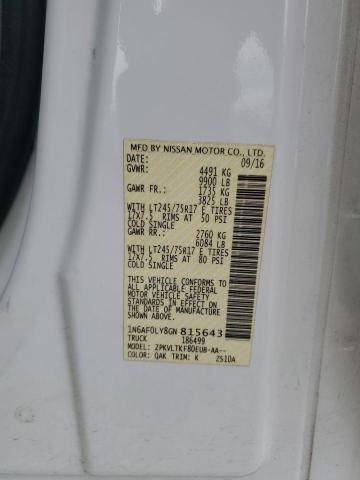 MFD BY NISSAN MOTOR CO., LTD.
DATE: 09/16
GVWR: 4491 KG
9900 LB
GAWR FR.: 1735 KG
3825 LB
WITH LT245/75R17 E TIRES
17X7.5 RIMS AT 50 PSI
COLD SINGLE
GAWR RR.: 2760 KG
6084 LB
WITH LT245/75R17 E TIRES
17X7.5 RIMS AT 80 PSI
COLD SINGLE
THIS VEHICLE CONFORMS TO ALL
APPLICABLE FEDERAL MOTOR
VEHICLE SAFETY STANDARDS IN
EFFECT ON THE DATE OF
MANUFACTURE SHOWN ABOVE.
1N6AF0LY8GN 815643
TRUCK 186499
MODEL: ZPKVLTKF80EUB-AA--
COLOR: QAK TRIM: K ZS10A